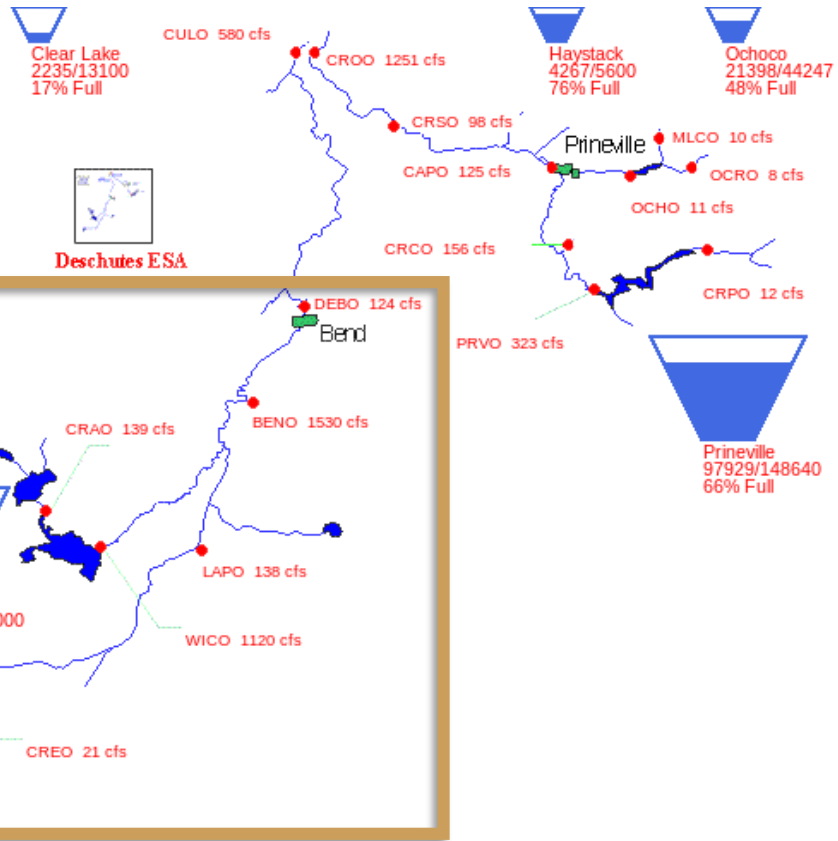 CULO 580 cfs
Clear Lake
2235/13100
17% Full
CROO 1251 cfs
Haystack
4267/5600
76% Full
Ochoco
21398/44247
48% Full
CRSO 98 cfs
Prineville
MLCO 10 cfs
CAPO 125 cfs
OCRO 8 cfs
OCHO 11 cfs
CRCO 156 cfs
Deschutes ESA
CRPO 12 cfs
DEBO 124 cfs
Bend
PRVO 323 cfs
BENO 1530 cfs
CRAO 139 cfs
Prineville
97929/148640
66% Full
LAPO 138 cfs
000
WICO 1120 cfs
CREO 21 cfs